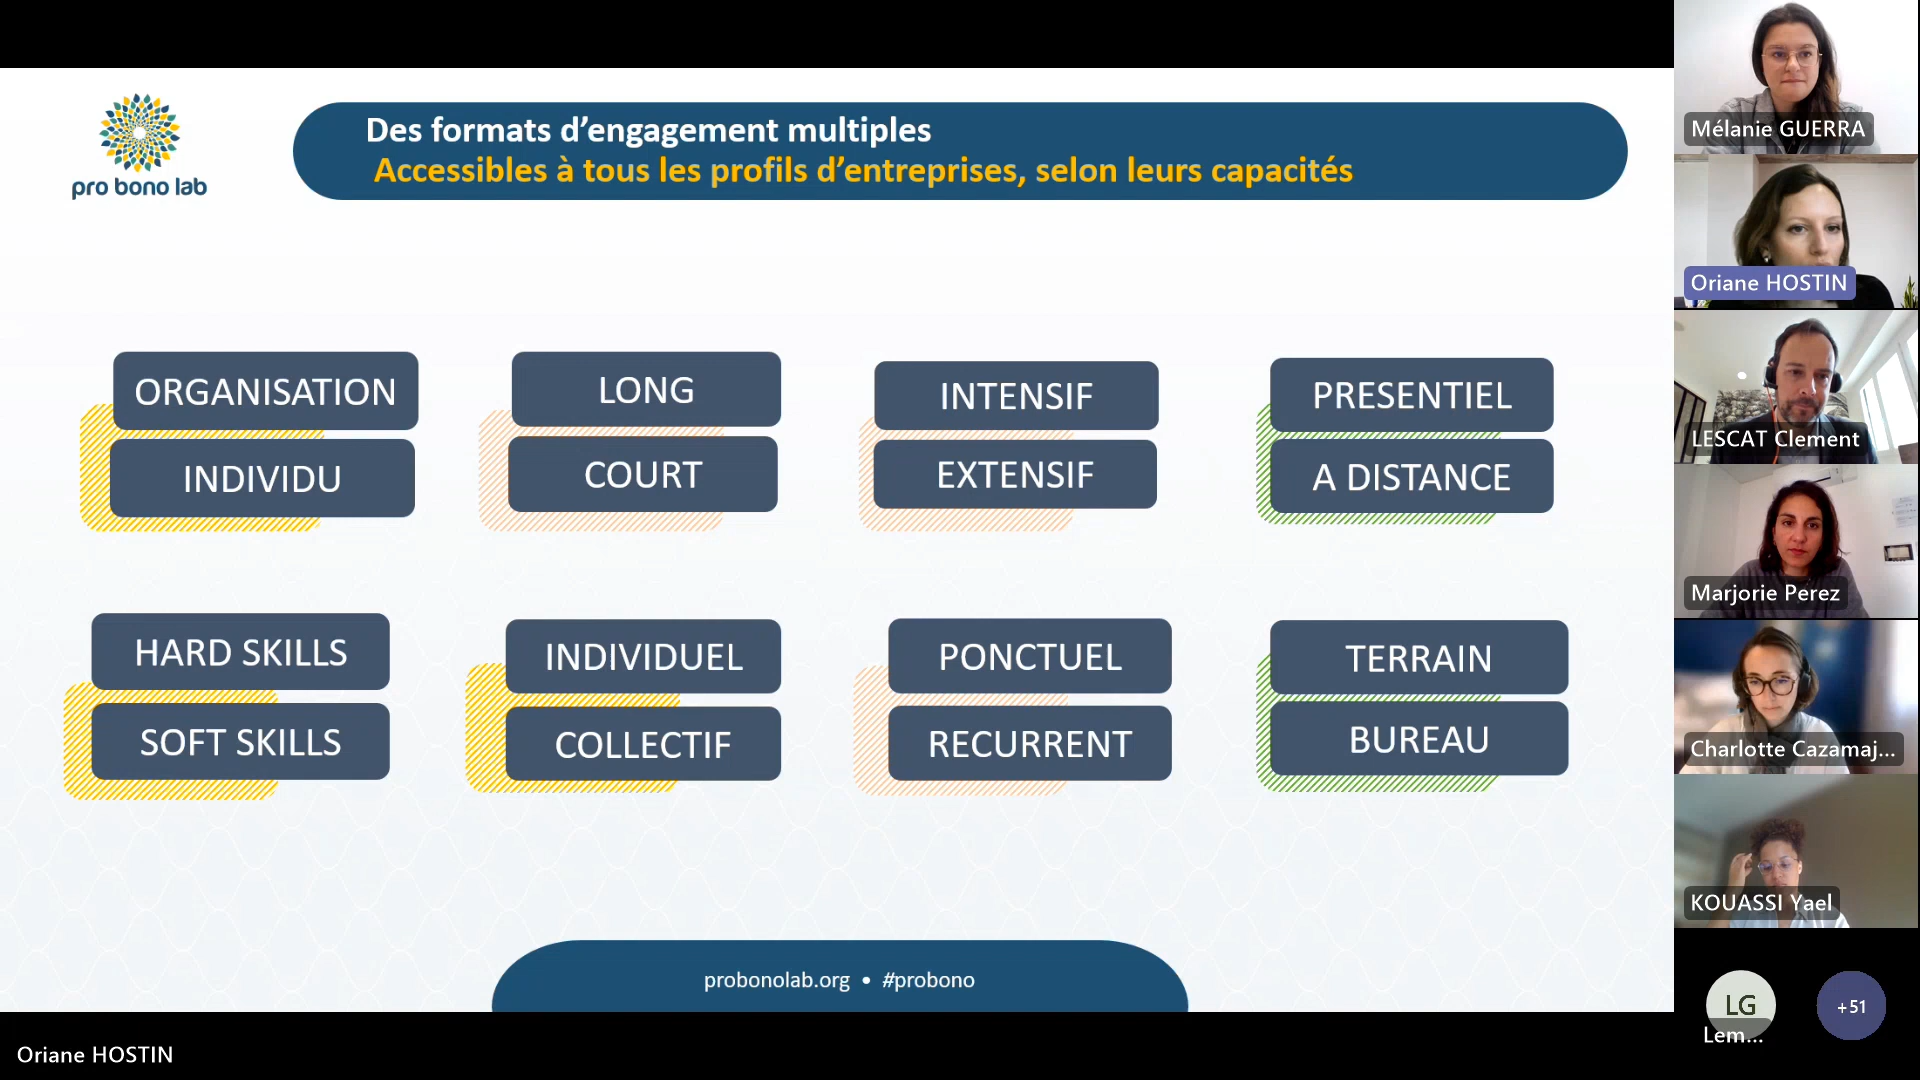 pro bono lab
Des formats d’engagement multiples
Accessibles à tous les profils d’entreprises, selon leurs capacités
ORGANISATION
INDIVIDU
LONG
COURT
INTENSIF
EXTENSIF
PRESENTIEL
A DISTANCE
HARD SKILLS
SOFT SKILLS
INDIVIDUEL
COLLECTIF
PONCTUEL
RECURRENT
TERRAIN
BUREAU
probonolab.org • #probono
Oriane HOSTIN
Mélanie GUERRA
Oriane HOSTIN
LESCAT Clement
Marjorie Perez
Charlotte Cazamaj...
KOUASSI Yael
LG
Lem...
+51